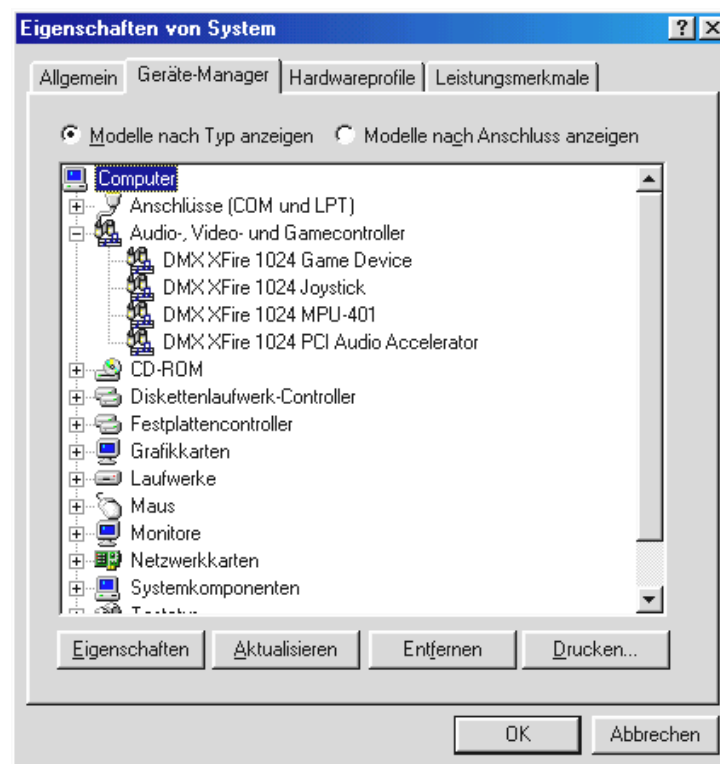 Eigenschaften von System
Allgemein Geräte-Manager Hardwareprofile Leistungsmerkmale
Modelle nach Typ anzeigen Modelle nach Anschluss anzeigen
Computer
Anschlüsse (COM und LPT)
Audio-, Video- und Gamecontroller
DMX XFire 1024 Game Device
DMX XFire 1024 Joystick
DMX XFire 1024 MPU-401
DMX XFire 1024 PCI Audio Accelerator
CD-ROM
Diskettenlaufwerk-Controller
Festplattencontroller
Grafikkarten
Laufwerke
Maus
Monitore
Netzwerkkarten
Systemkomponenten
Eigenschaften Aktualisieren Entfernen Drucken...
OK Abbrechen